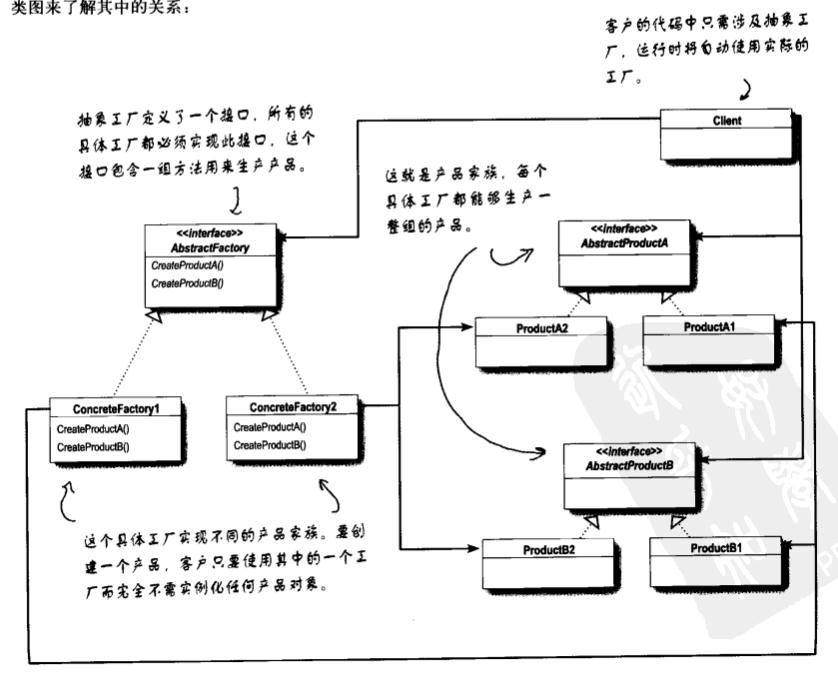 类图来了解其中的关系：
客户的代码中只需涉及抽象工
厂，运行时将自动使用实际的
工厂。
抽象工厂定义了一个接口，所有的
具体工厂都必须实现此接口，这个
接口包含一组方法用来生产产品。
Client
这就是产品家族，每个
具体工厂都能够生产一
整组的产品。
<<interface>>
AbstractFactory
CreateProductA()
CreateProductB()
<<interface>>
AbstractProductA
ProductA2
ProductA1
ConcreteFactory1
CreateProductA()
CreateProductB()
ConcreteFactory2
CreateProductA()
CreateProductB()
<<interface>>
AbstractProductB
ProductB2
ProductB1
这个具体工厂实现不同的产品家族。要创
建一个产品，客户只要使用其中的一个工
厂而完全不需实例化任何产品对象。